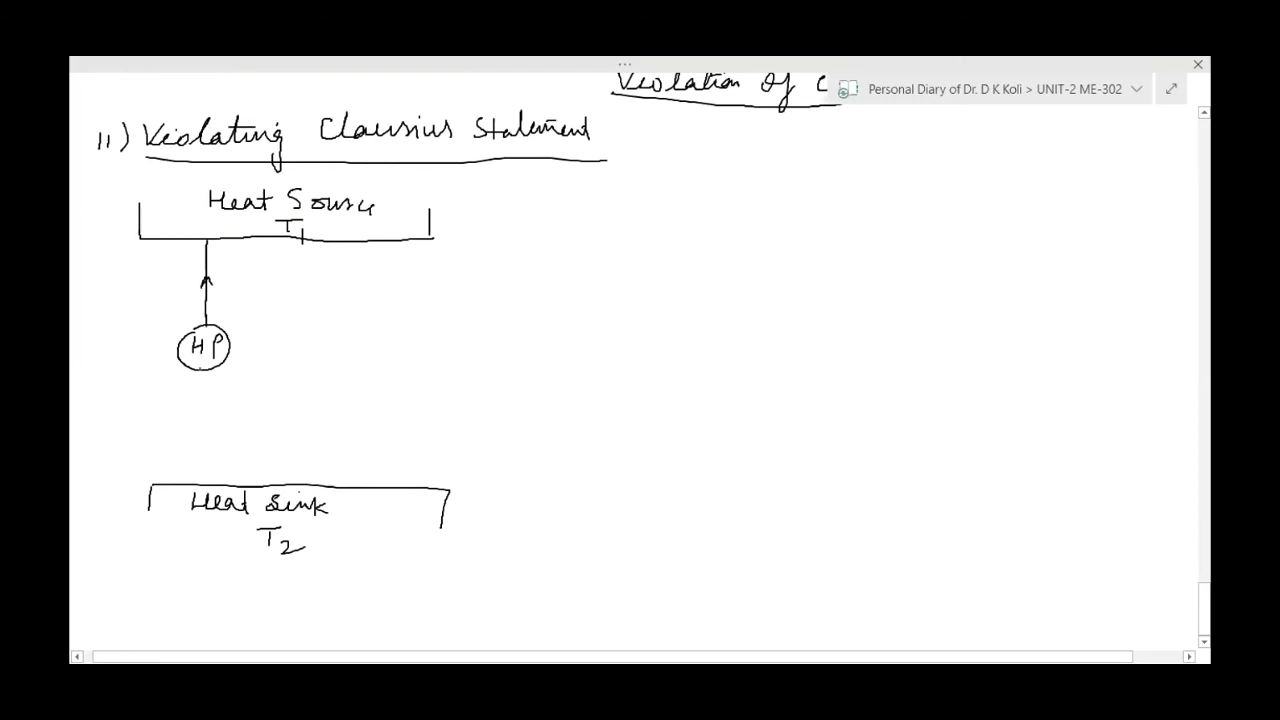 Violation of C
Personal Diary of Dr. D K Koli > UNIT-2 ME-302
11) Violating Clausius Statement
Heat Source
T1
HP
Heat Sink
T2